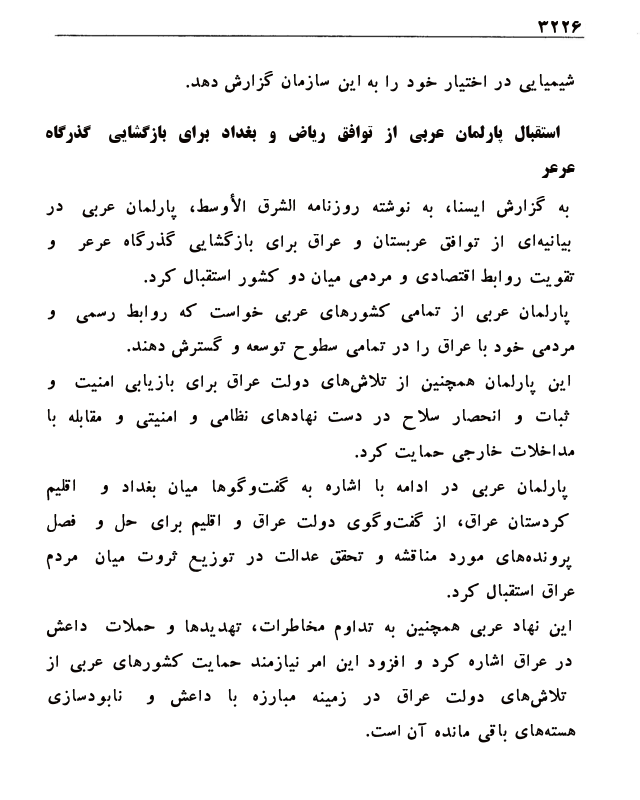 ۳۲۲۶
شیمیایی در اختیار خود را به این سازمان گزارش دهد.
استقبال پارلمان عربی از توافق ریاض و بغداد برای بازگشایی گذرگاه
عرعر
به گزارش ایسنا، به نوشته روزنامه الشرق الأوسط، پارلمان عربی در
بیانیه‌ای از توافق عربستان و عراق برای بازگشایی گذرگاه عرعر و
تقویت روابط اقتصادی و مردمی میان دو کشور استقبال کرد.
پارلمان عربی از تمامی کشورهای عربی خواست که روابط رسمی و
مردمی خود با عراق را در تمامی سطوح توسعه و گسترش دهند.
این پارلمان همچنین از تلاش‌های دولت عراق برای بازیابی امنیت و
ثبات و انحصار سلاح در دست نهادهای نظامی و امنیتی و مقابله با
مداخلات خارجی حمایت کرد.
پارلمان عربی در ادامه با اشاره به گفت‌وگوها میان بغداد و اقلیم
کردستان عراق، از گفت‌وگوی دولت عراق و اقلیم برای حل و فصل
پرونده‌های مورد مناقشه و تحقق عدالت در توزیع ثروت میان مردم
عراق استقبال کرد.
این نهاد عربی همچنین به تداوم مخاطرات، تهدیدها و حملات داعش
در عراق اشاره کرد و افزود این امر نیازمند حمایت کشورهای عربی از
تلاش‌های دولت عراق در زمینه مبارزه با داعش و نابودسازی
هسته‌های باقی مانده آن است.